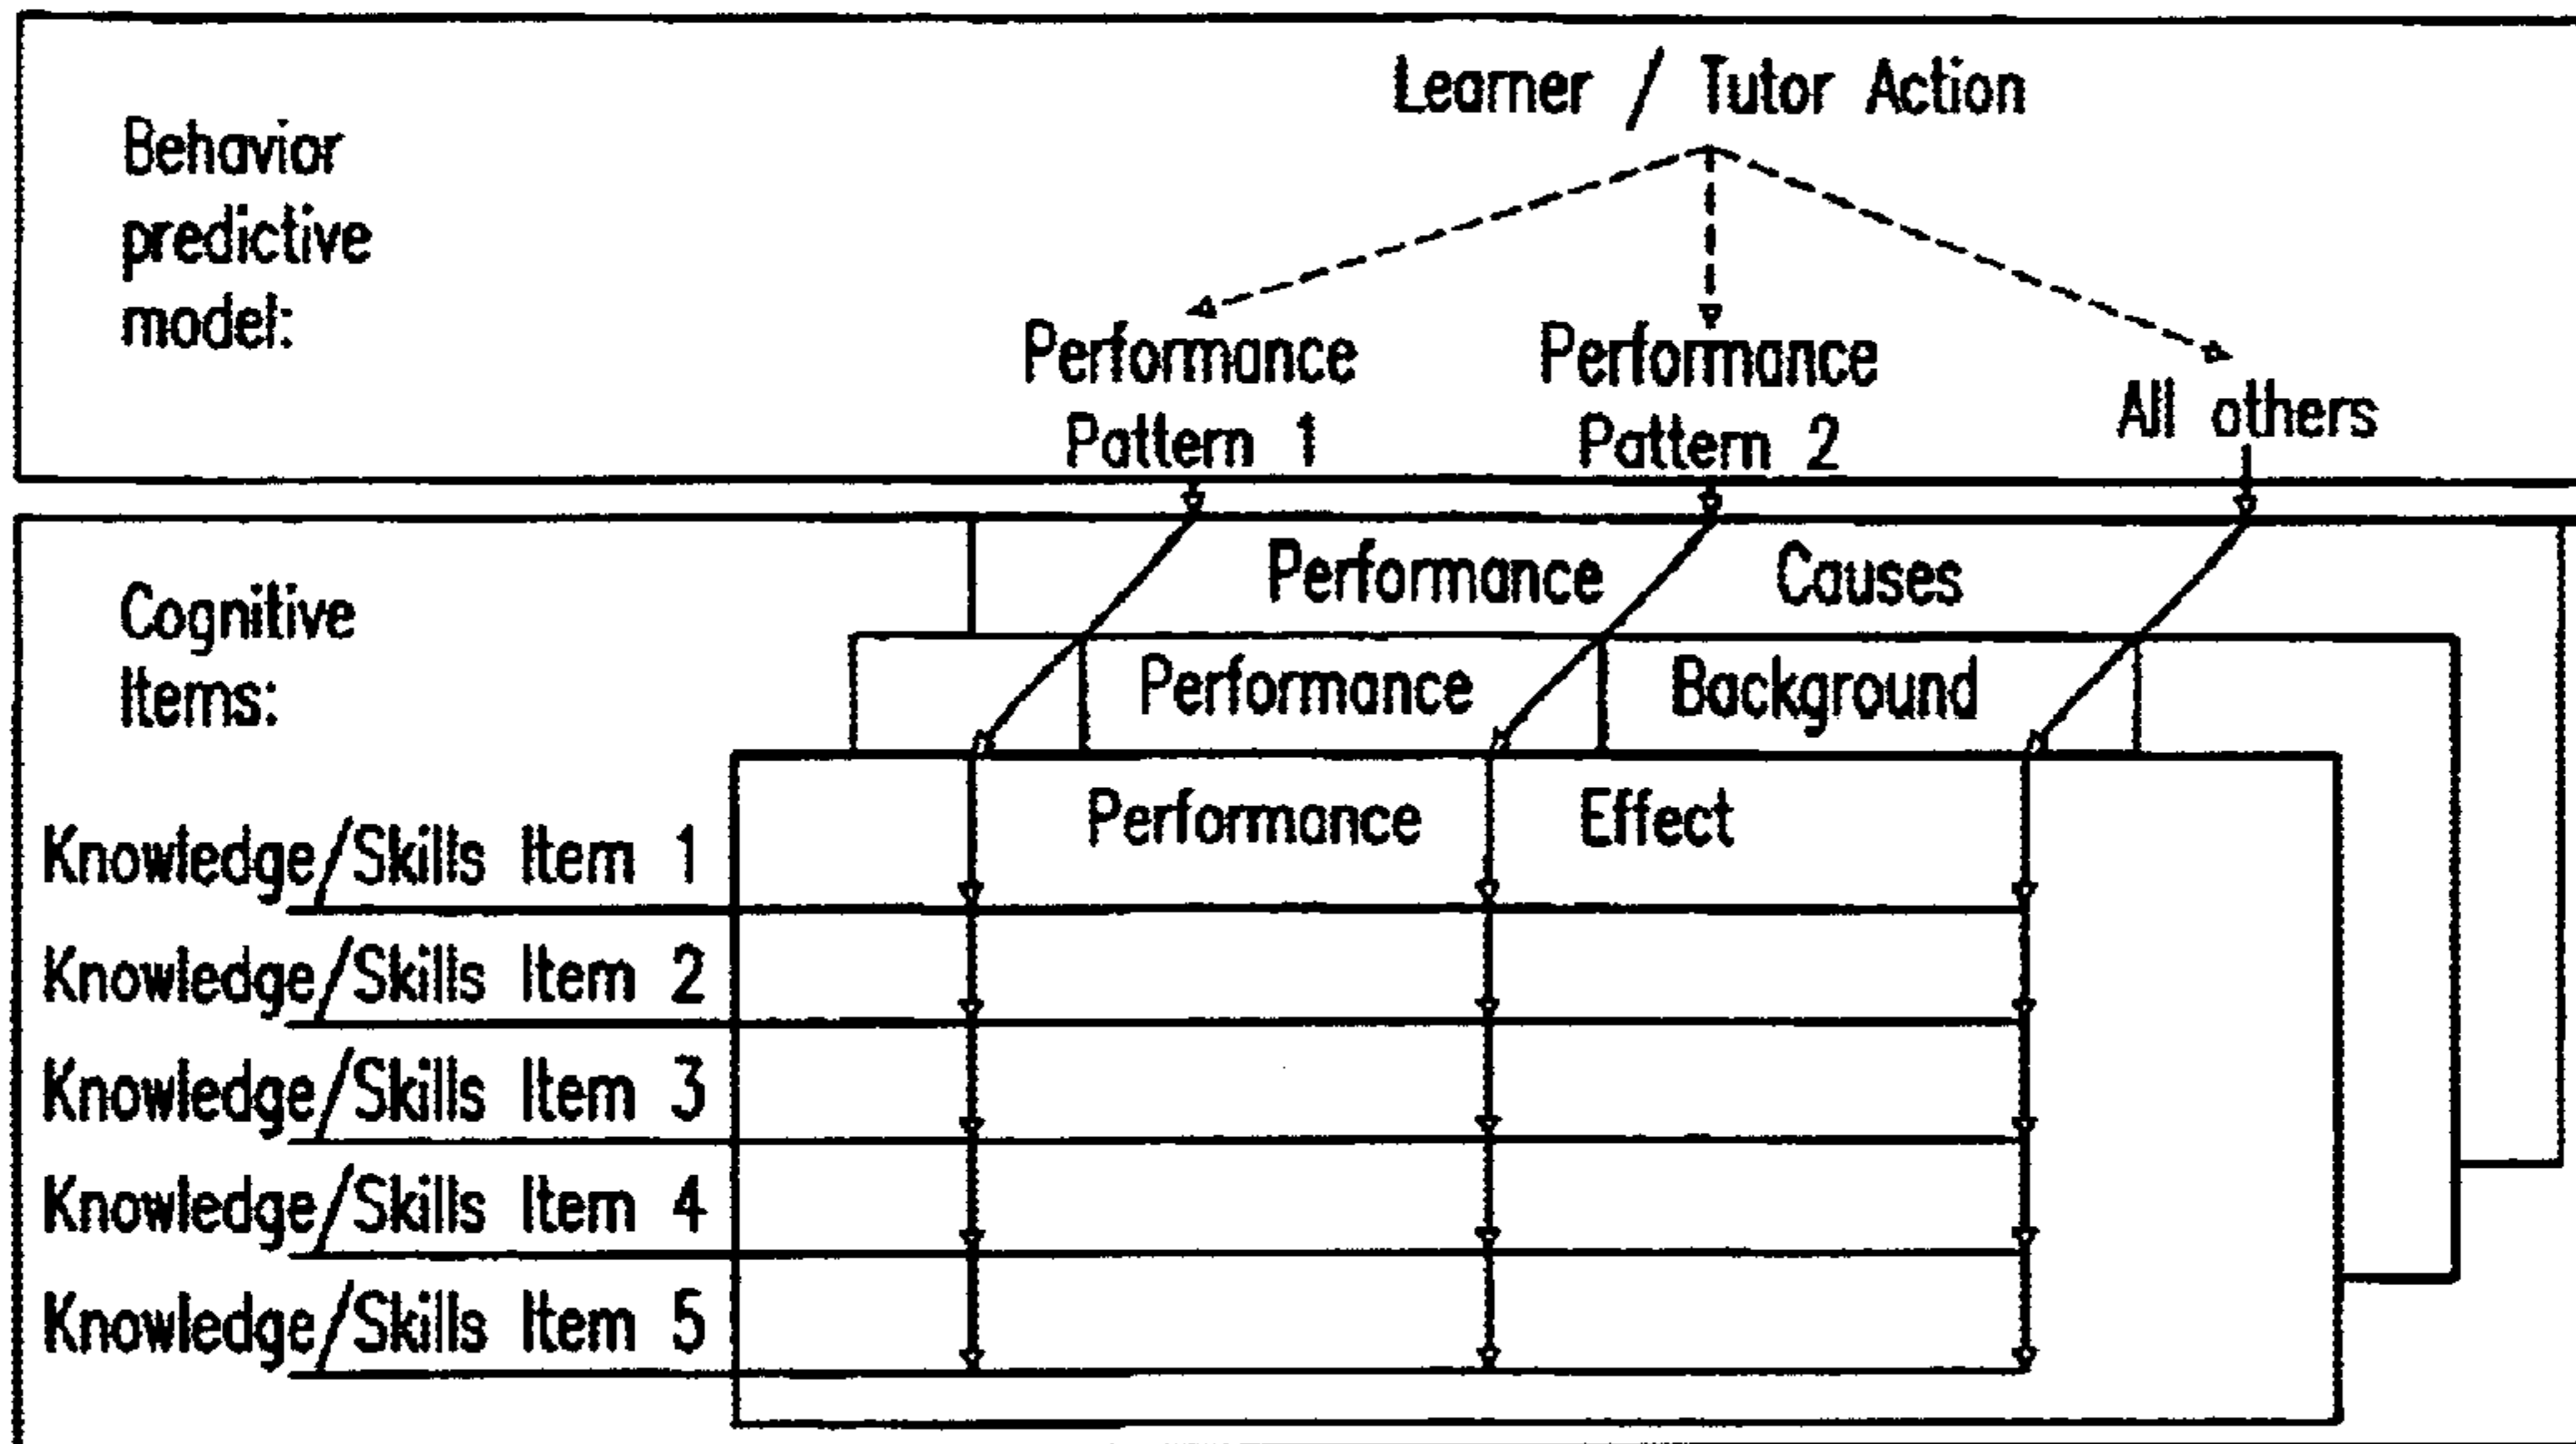 Behavior
predictive
model:
Learner / Tutor Action
Performance
Pattern 1
Performance
Pattern 2
All others
Cognitive
Items:
Performance Causes
Performance Background
Performance Effect
Knowledge/Skills Item 1
Knowledge/Skills Item 2
Knowledge/Skills Item 3
Knowledge/Skills Item 4
Knowledge/Skills Item 5